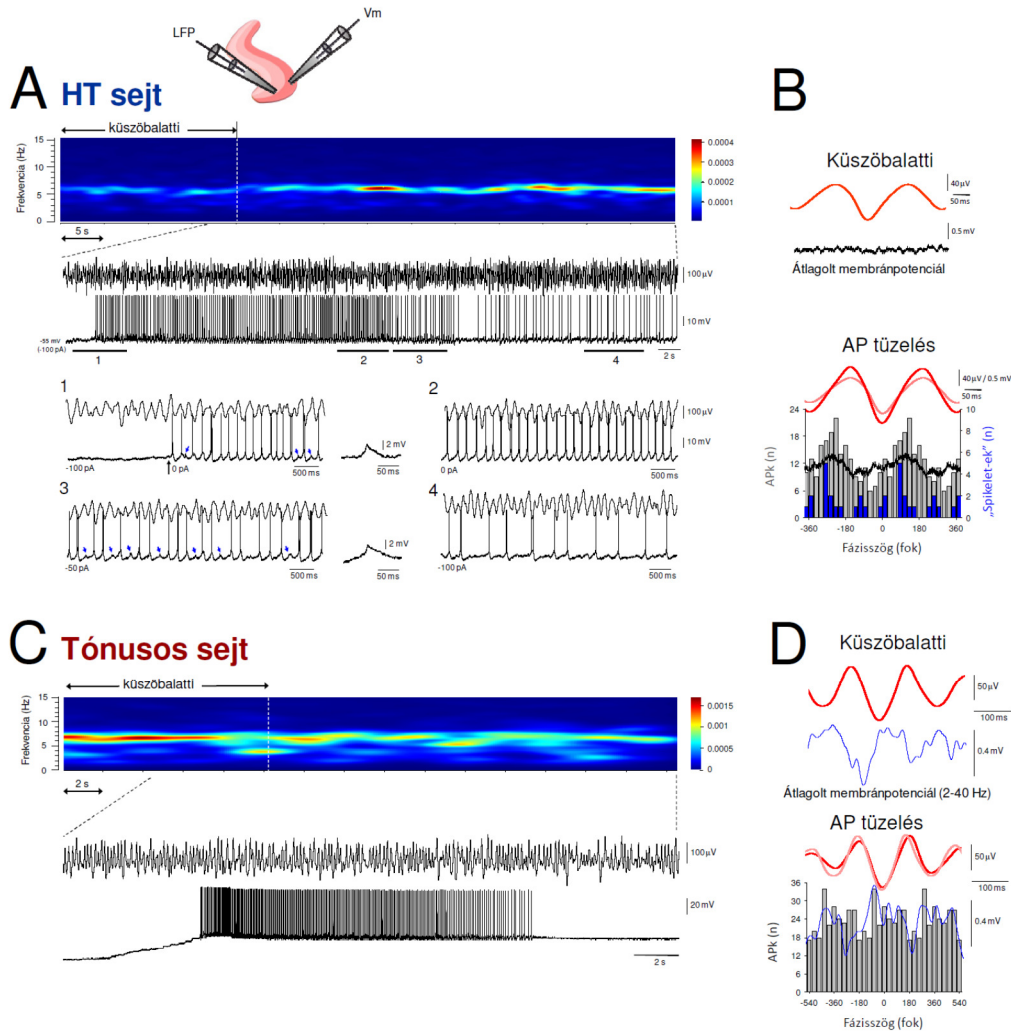 LFP
Vm
A HT sejt
küszöbalatti
Frekvencia (Hz)
15
10
5
0
0.0004
0.0003
0.0002
0.0001
5 s
100 µV
10 mV
-55 mV
(-100 pA)
1
2
3
4
2 s
1
-100 pA
0 pA
500 ms
2 mV
50 ms
2
100 µV
10 mV
0 pA
500 ms
3
-50 pA
500 ms
2 mV
50 ms
4
-100 pA
500 ms
B
Küszöbalatti
40 µV
50 ms
0.5 mV
Átlagolt membránpotenciál
AP tüzelés
40 µV / 0.5 mV
50 ms
APk (n)
24
18
12
6
0
10
8
6
4
2
0
„Spikelet-ek” (n)
-360
-180
0
180
360
Fázisszög (fok)
C Tónusos sejt
küszöbalatti
Frekvencia (Hz)
15
10
5
0
0.0015
0.001
0.0005
0
2 s
100 µV
20 mV
2 s
D
Küszöbalatti
50 µV
100 ms
0.4 mV
Átlagolt membránpotenciál (2-40 Hz)
AP tüzelés
50 µV
100 ms
0.4 mV
APk (n)
36
30
24
18
12
6
0
-540
-360
-180
0
180
360
540
Fázisszög (fok)